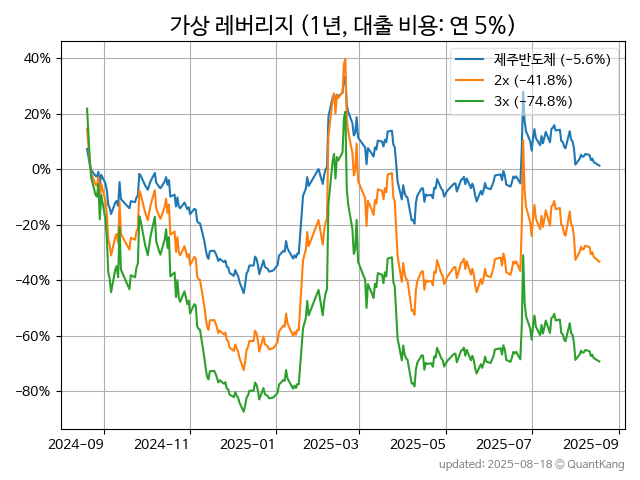 가상 레버리지 (1년, 대출 비용: 연 5%)
제주반도체 (−5.6%)
2x (−41.8%)
3x (−74.8%)
40%
20%
0%
−20%
−40%
−60%
−80%
2024-09
2024-11
2025-01
2025-03
2025-05
2025-07
2025-09
updated: 2025-08-18 ⓒ QuantKang